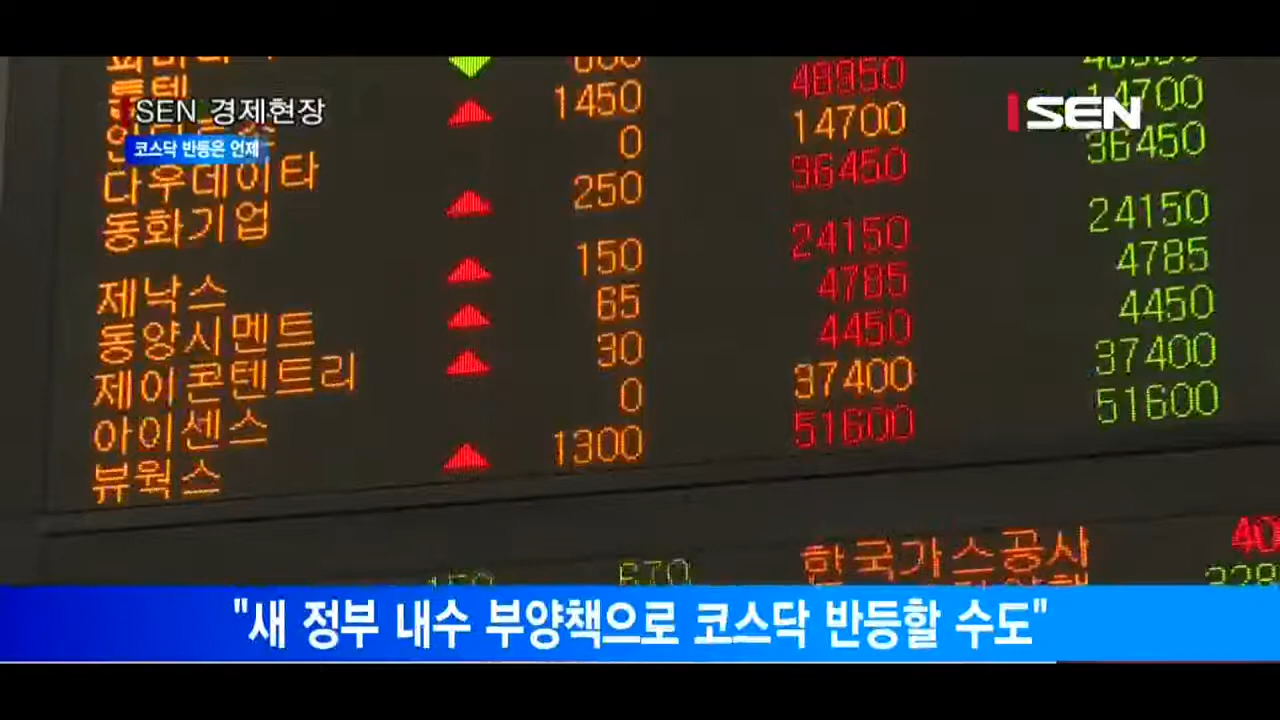 SEN 경제현장
코스닥 반등은 언제
SEN
1450 14700
0 14700 36450
다우데이타 250 36450
동화기업 24150
150 24150 4785
제낙스 65 4785 4450
동양시멘트 30 4450 37400
제이콘텐트리 0 37400 51600
아이센스 1300 51600
뷰웍스
한국가스공사
670
"새 정부 내수 부양책으로 코스닥 반등할 수도"